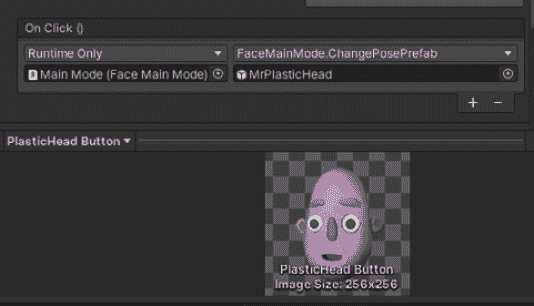 On Click ()
Runtime Only FaceMainMode.ChangePosePrefab
Main Mode (Face Main Mode) MrPlasticHead
+ −
PlasticHead Button
PlasticHead Button
Image Size: 256x256